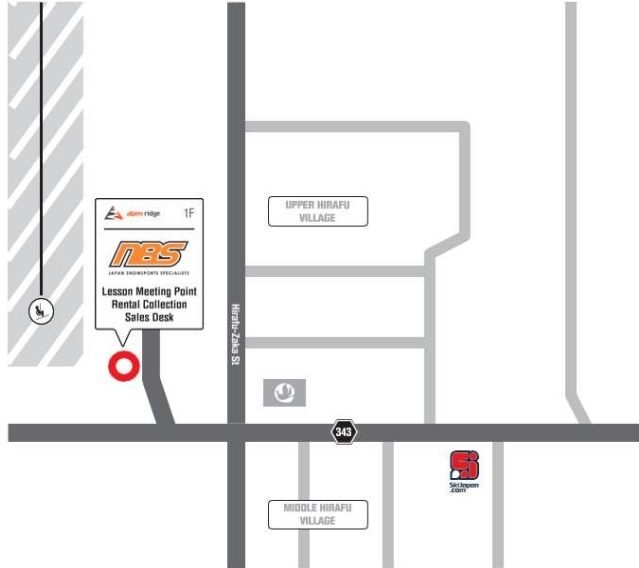 alpen ridge 1F
NBS
JAPAN SNOWSPORTS SPECIALISTS
Lesson Meeting Point
Rental Collection
Sales Desk
UPPER HIRAFU
VILLAGE
Hirafu-Zaka St
343
Si
SkiJapan
.com
MIDDLE HIRAFU
VILLAGE